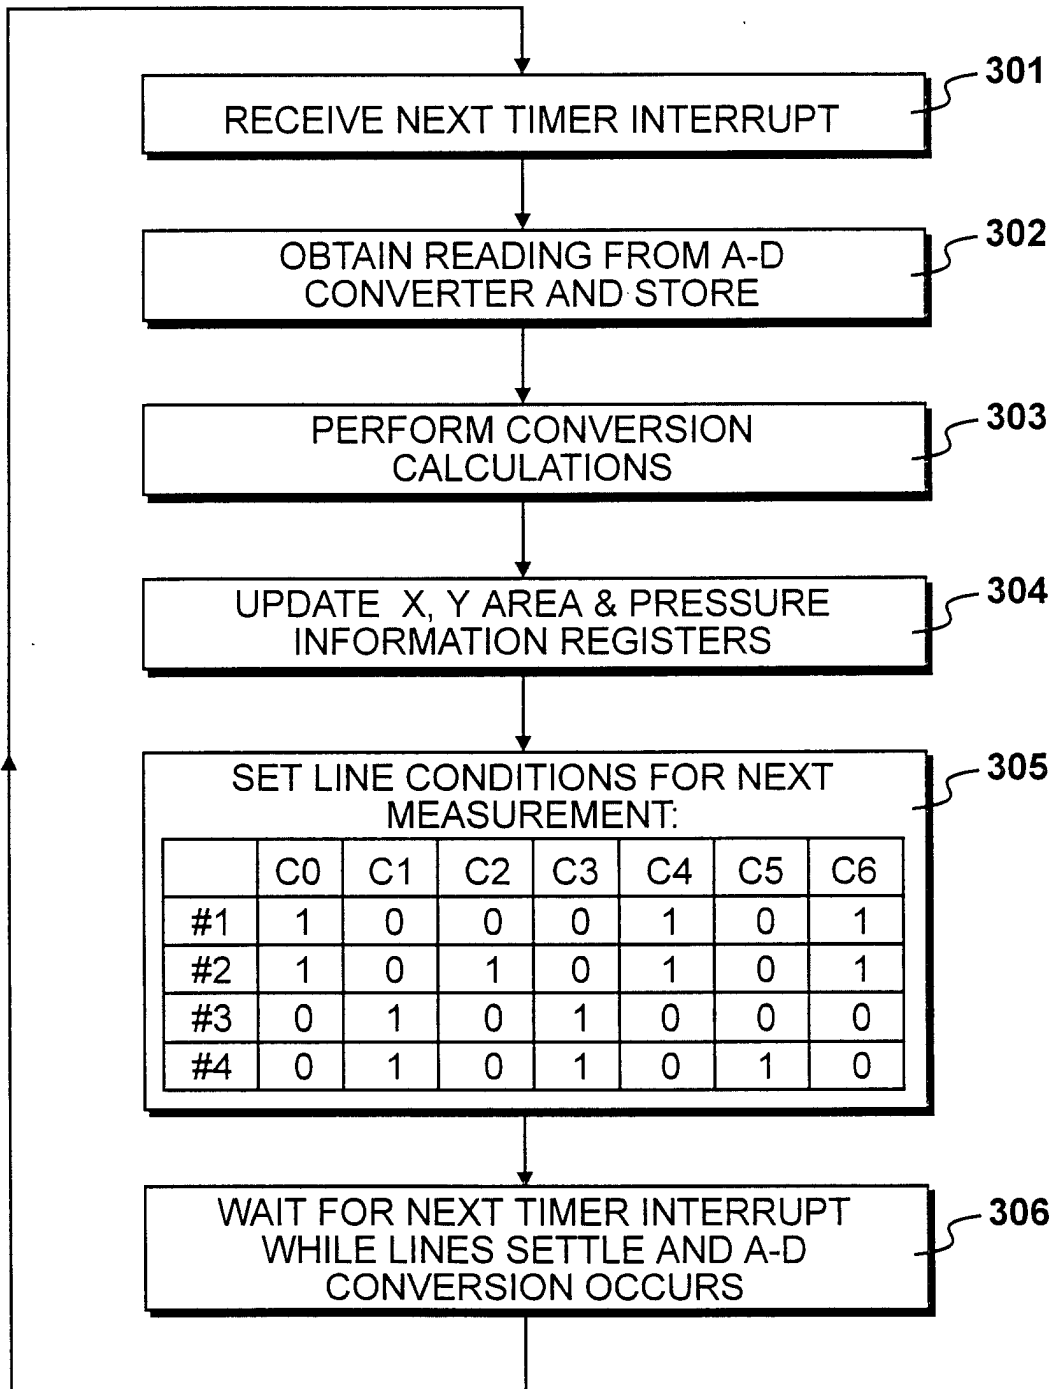 301
RECEIVE NEXT TIMER INTERRUPT
302
OBTAIN READING FROM A-D
CONVERTER AND STORE
303
PERFORM CONVERSION
CALCULATIONS
304
UPDATE X, Y AREA & PRESSURE
INFORMATION REGISTERS
305
SET LINE CONDITIONS FOR NEXT
MEASUREMENT:
C0 C1 C2 C3 C4 C5 C6
#1 1 0 0 0 1 0 1
#2 1 0 1 0 1 0 1
#3 0 1 0 1 0 0 0
#4 0 1 0 1 0 1 0
306
WAIT FOR NEXT TIMER INTERRUPT
WHILE LINES SETTLE AND A-D
CONVERSION OCCURS